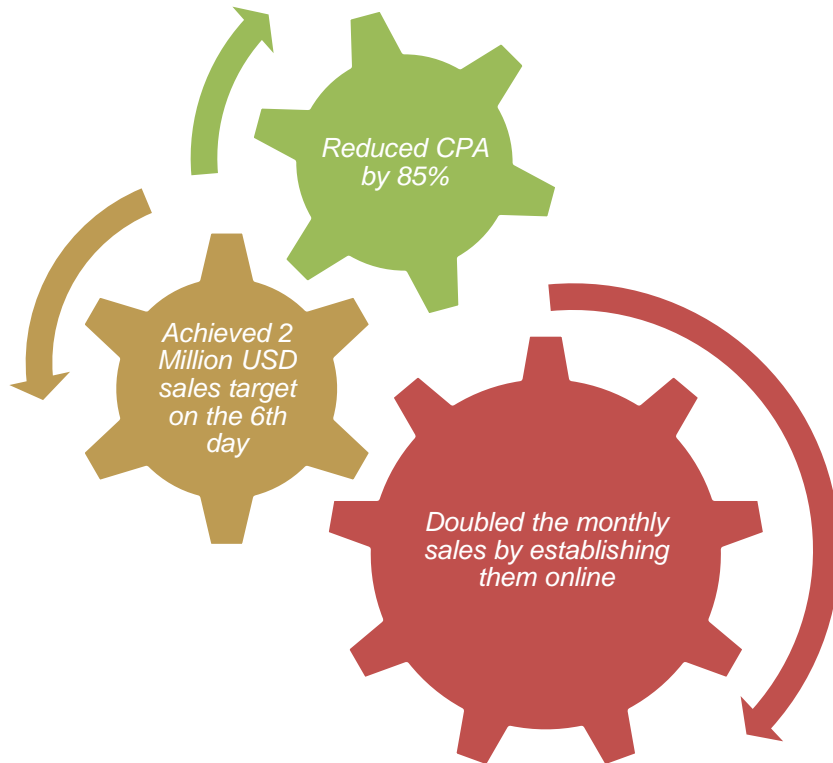 Reduced CPA
by 85%
Achieved 2
Million USD
sales target
on the 6th
day
Doubled the monthly
sales by establishing
them online